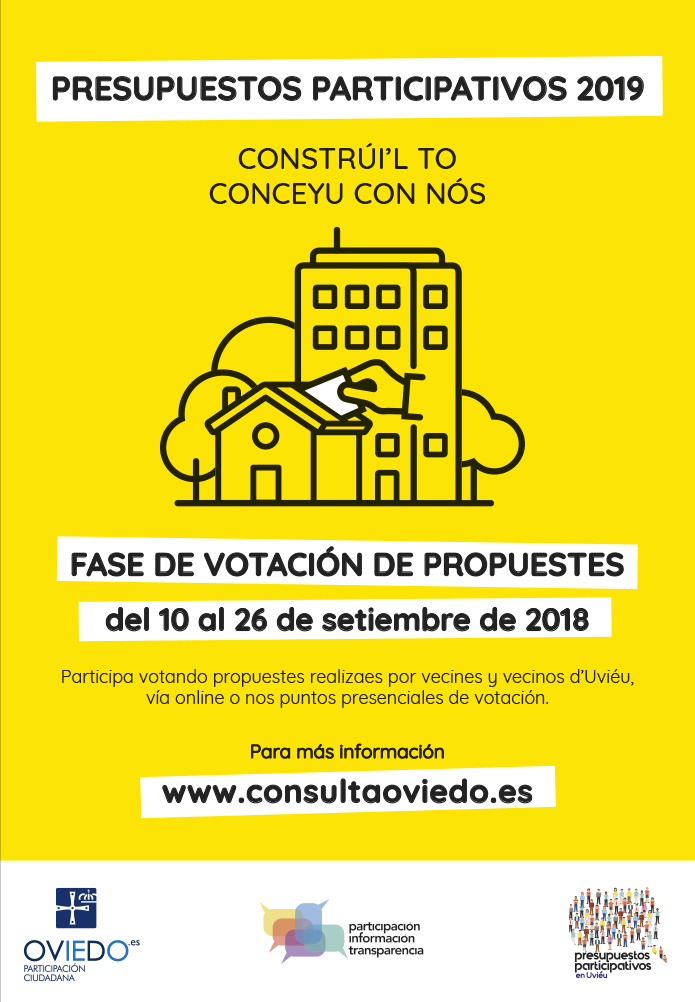 PRESUPUESTOS PARTICIPATIVOS 2019
CONSTRÚI'L TO
CONCEYU CON NÓS
FASE DE VOTACIÓN DE PROPUESTES
del 10 al 26 de setiembre de 2018
Participa votando propuestes realizaes por vecines y vecinos d'Uviéu,
vía online o nos puntos presenciales de votación.
Para más información
www.consultaoviedo.es
OVIEDO.es
PARTICIPACIÓN
CIUDADANA
participación
información
transparencia
presupuestos
participativos
en Uviéu